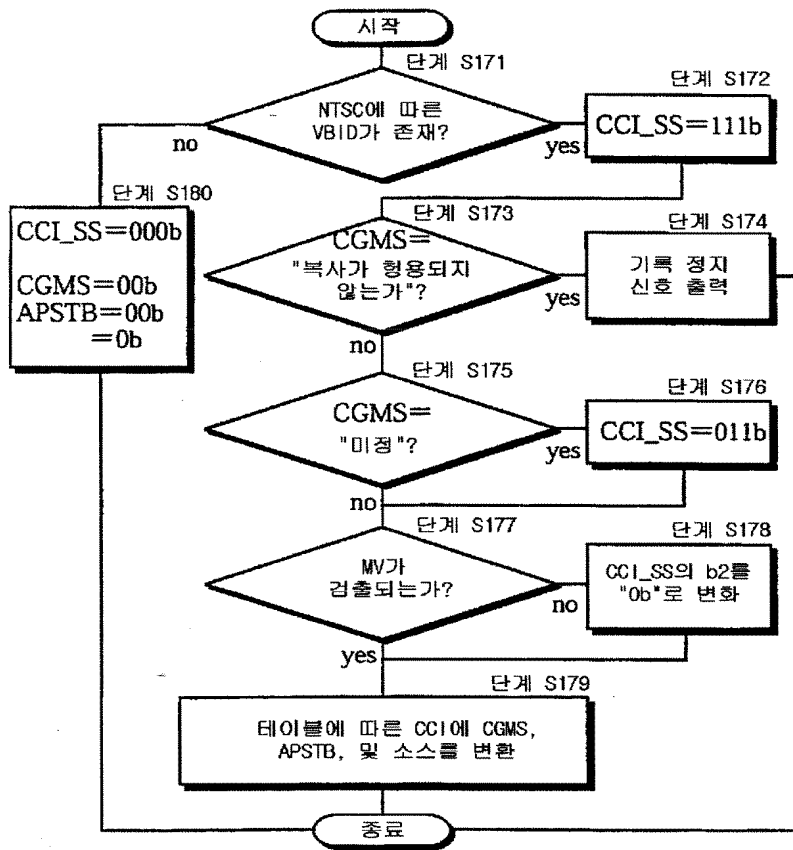 시작
단계 S171
NTSC에 따른
VBID가 존재?
no
yes
단계 S172
CCI_SS=111b
단계 S180
CCI_SS=000b
CGMS=00b
APSTB=00b
=0b
단계 S173
CGMS=
"복사가 형용되지
않는가"?
yes
no
단계 S174
기록 정지
신호 출력
단계 S175
CGMS=
"미정"?
yes
no
단계 S176
CCI_SS=011b
단계 S177
MV가
검출되는가?
no
yes
단계 S178
CCI_SS의 b2를
"0b"로 변화
단계 S179
테이블에 따른 CCI에 CGMS,
APSTB, 및 소스를 변환
종료